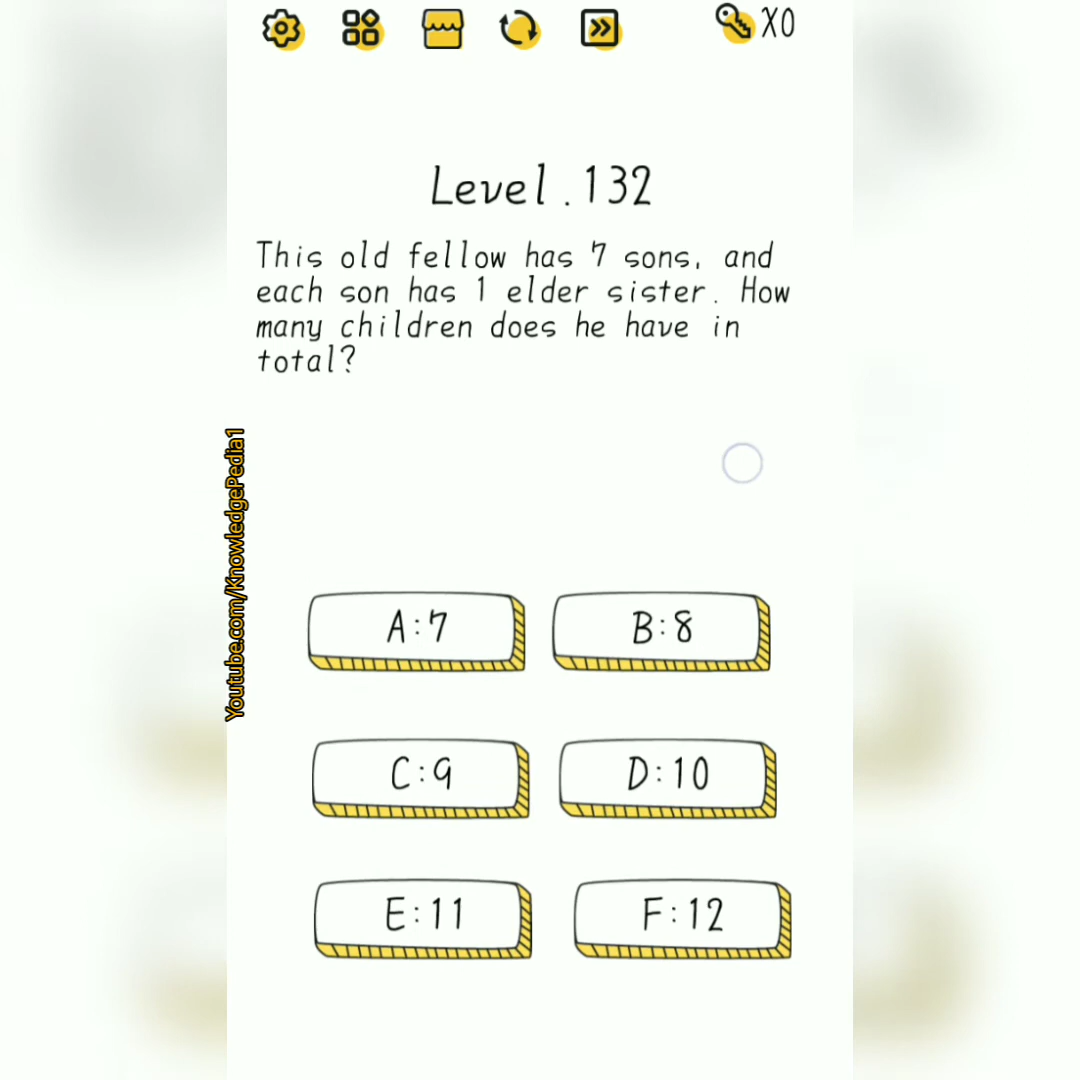 X0
Level.132
This old fellow has 7 sons, and
each son has 1 elder sister. How
many children does he have in
total?
Youtube.com/KnowledgePedia1
A:7
B:8
C:9
D:10
E:11
F:12